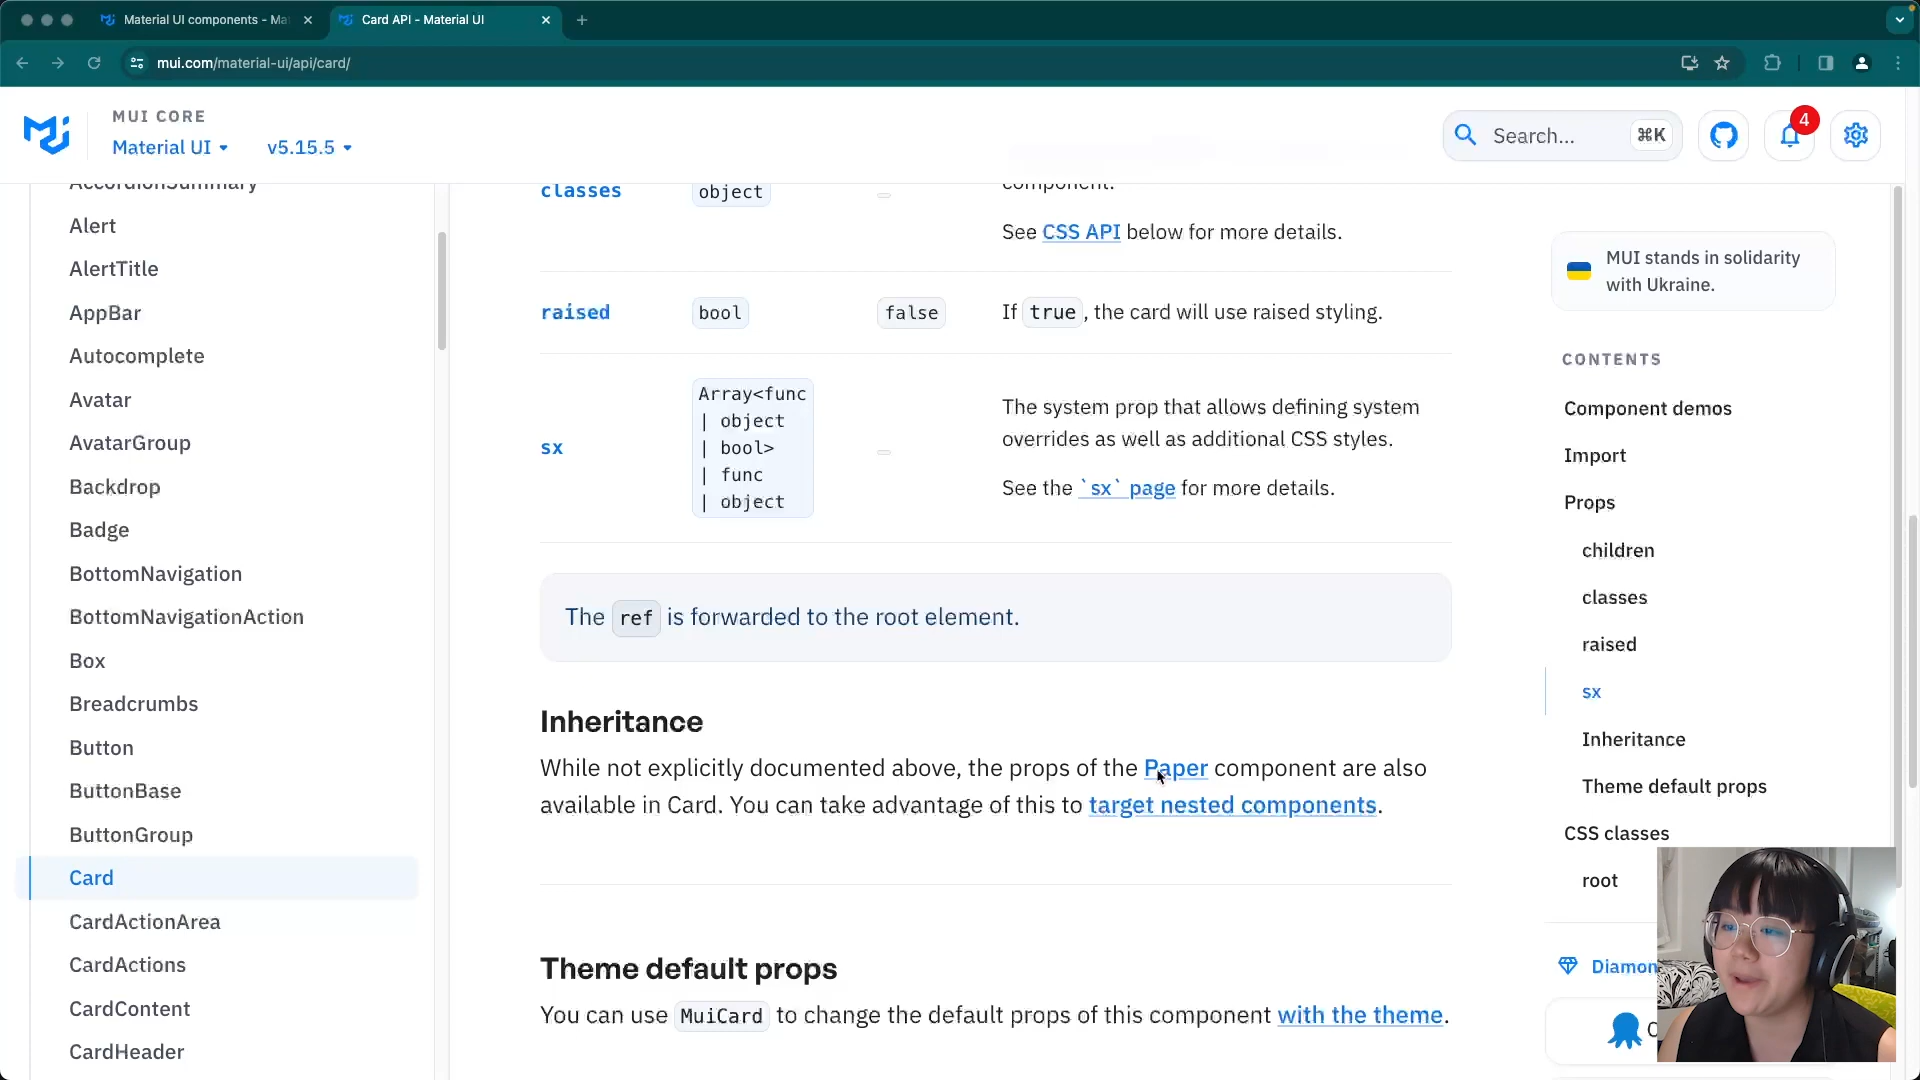 Material UI components - Ma
Card API - Material UI
mui.com/material-ui/api/card/
MUI CORE
Material UI
v5.15.5
Search...
⌘K
4
AccordionSummary
Alert
AlertTitle
AppBar
Autocomplete
Avatar
AvatarGroup
Backdrop
Badge
BottomNavigation
BottomNavigationAction
Box
Breadcrumbs
Button
ButtonBase
ButtonGroup
Card
CardActionArea
CardActions
CardContent
CardHeader
component.
classes
object
See CSS API below for more details.
raised
bool
false
If true, the card will use raised styling.
sx
Array<func
| object
| bool>
| func
| object
The system prop that allows defining system
overrides as well as additional CSS styles.
See the `sx` page for more details.
The ref is forwarded to the root element.
Inheritance
While not explicitly documented above, the props of the Paper component are also
available in Card. You can take advantage of this to target nested components.
Theme default props
You can use MuiCard to change the default props of this component with the theme.
MUI stands in solidarity
with Ukraine.
CONTENTS
Component demos
Import
Props
children
classes
raised
sx
Inheritance
Theme default props
CSS classes
root
Diamon